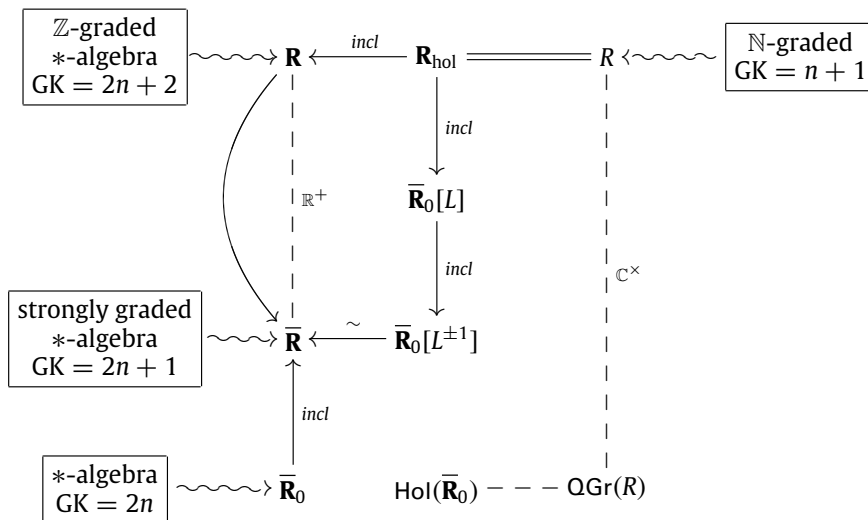 ℤ-graded
∗-algebra
GK = 2n + 2
R
incl
R_hol
R
ℕ-graded
GK = n + 1
incl
R̅₀[L]
ℝ⁺
ℂ^×
incl
strongly graded
∗-algebra
GK = 2n + 1
R̅
∼
R̅₀[L^{±1}]
incl
∗-algebra
GK = 2n
R̅₀
Hol(R̅₀)
QGr(R)